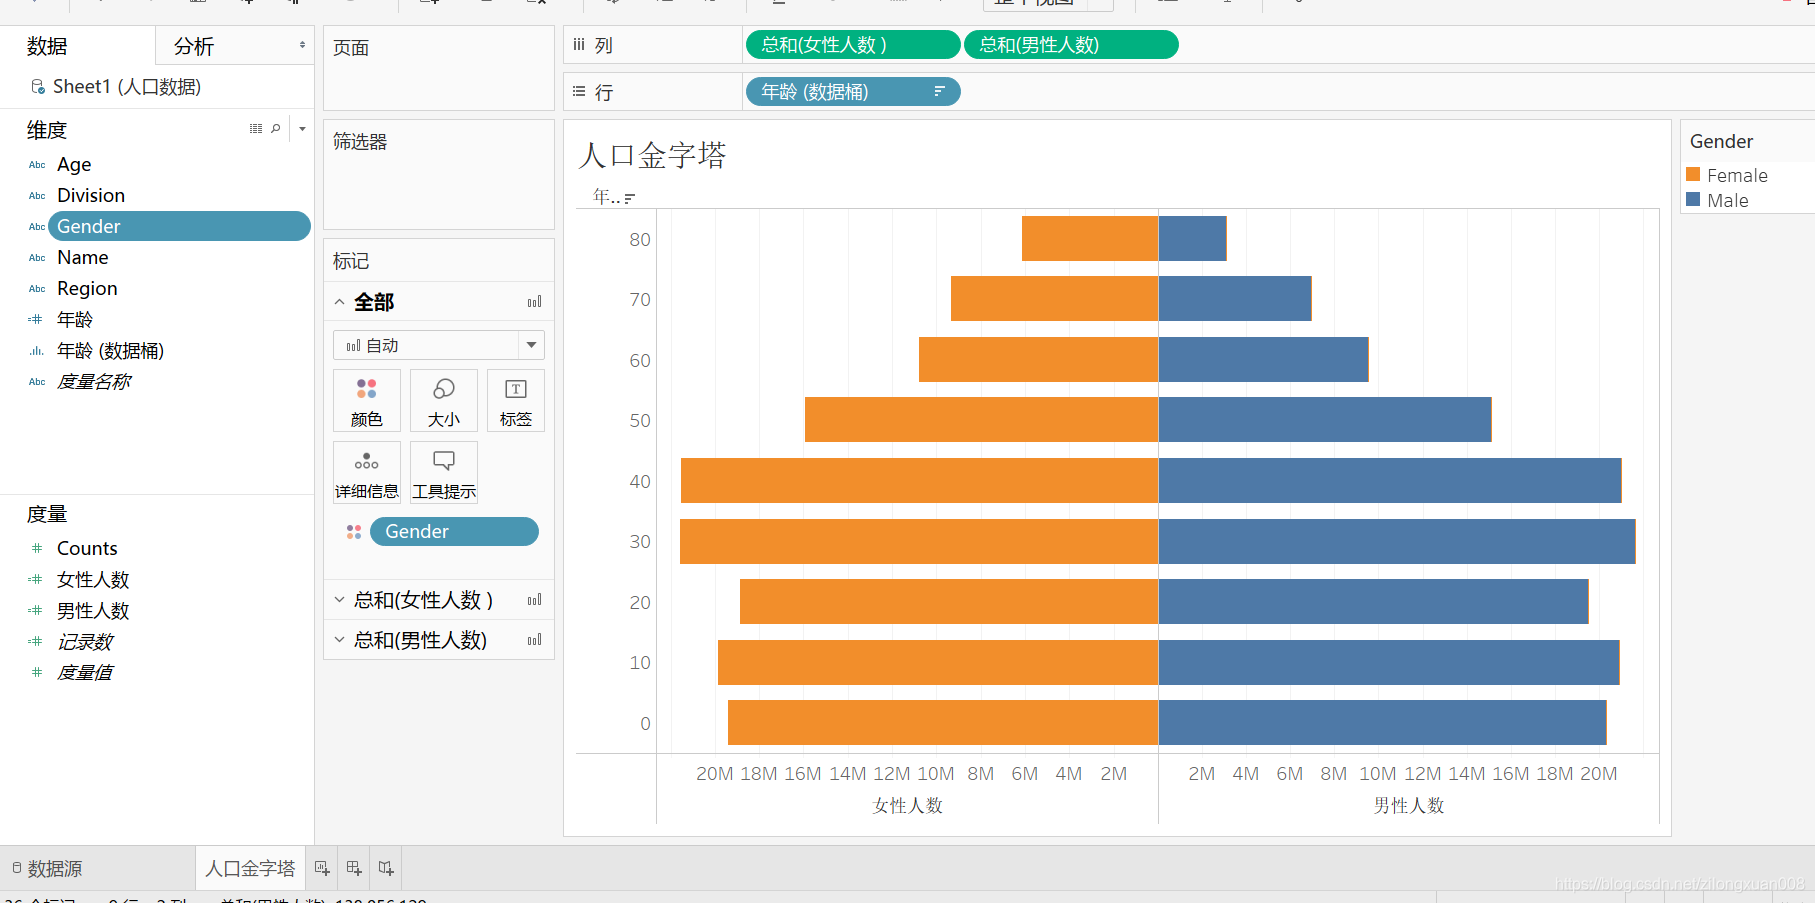 数据
分析
Sheet1 (人口数据)
维度
Abc Age
Abc Division
Abc Gender
Abc Name
Abc Region
年龄
年龄 (数据桶)
Abc 度量名称
度量
Counts
女性人数
男性人数
记录数
度量值
页面
筛选器
标记
全部
自动
颜色
大小
标签
详细信息
工具提示
Gender
总和(女性人数 )
总和(男性人数)
列
总和(女性人数 )
总和(男性人数)
行
年龄 (数据桶)
人口金字塔
年..
80
70
60
50
40
30
20
10
0
20M 18M 16M 14M 12M 10M 8M 6M 4M 2M
2M 4M 6M 8M 10M 12M 14M 16M 18M 20M
女性人数
男性人数
Gender
Female
Male
数据源
人口金字塔
https://blog.csdn.net/zilongxuan008